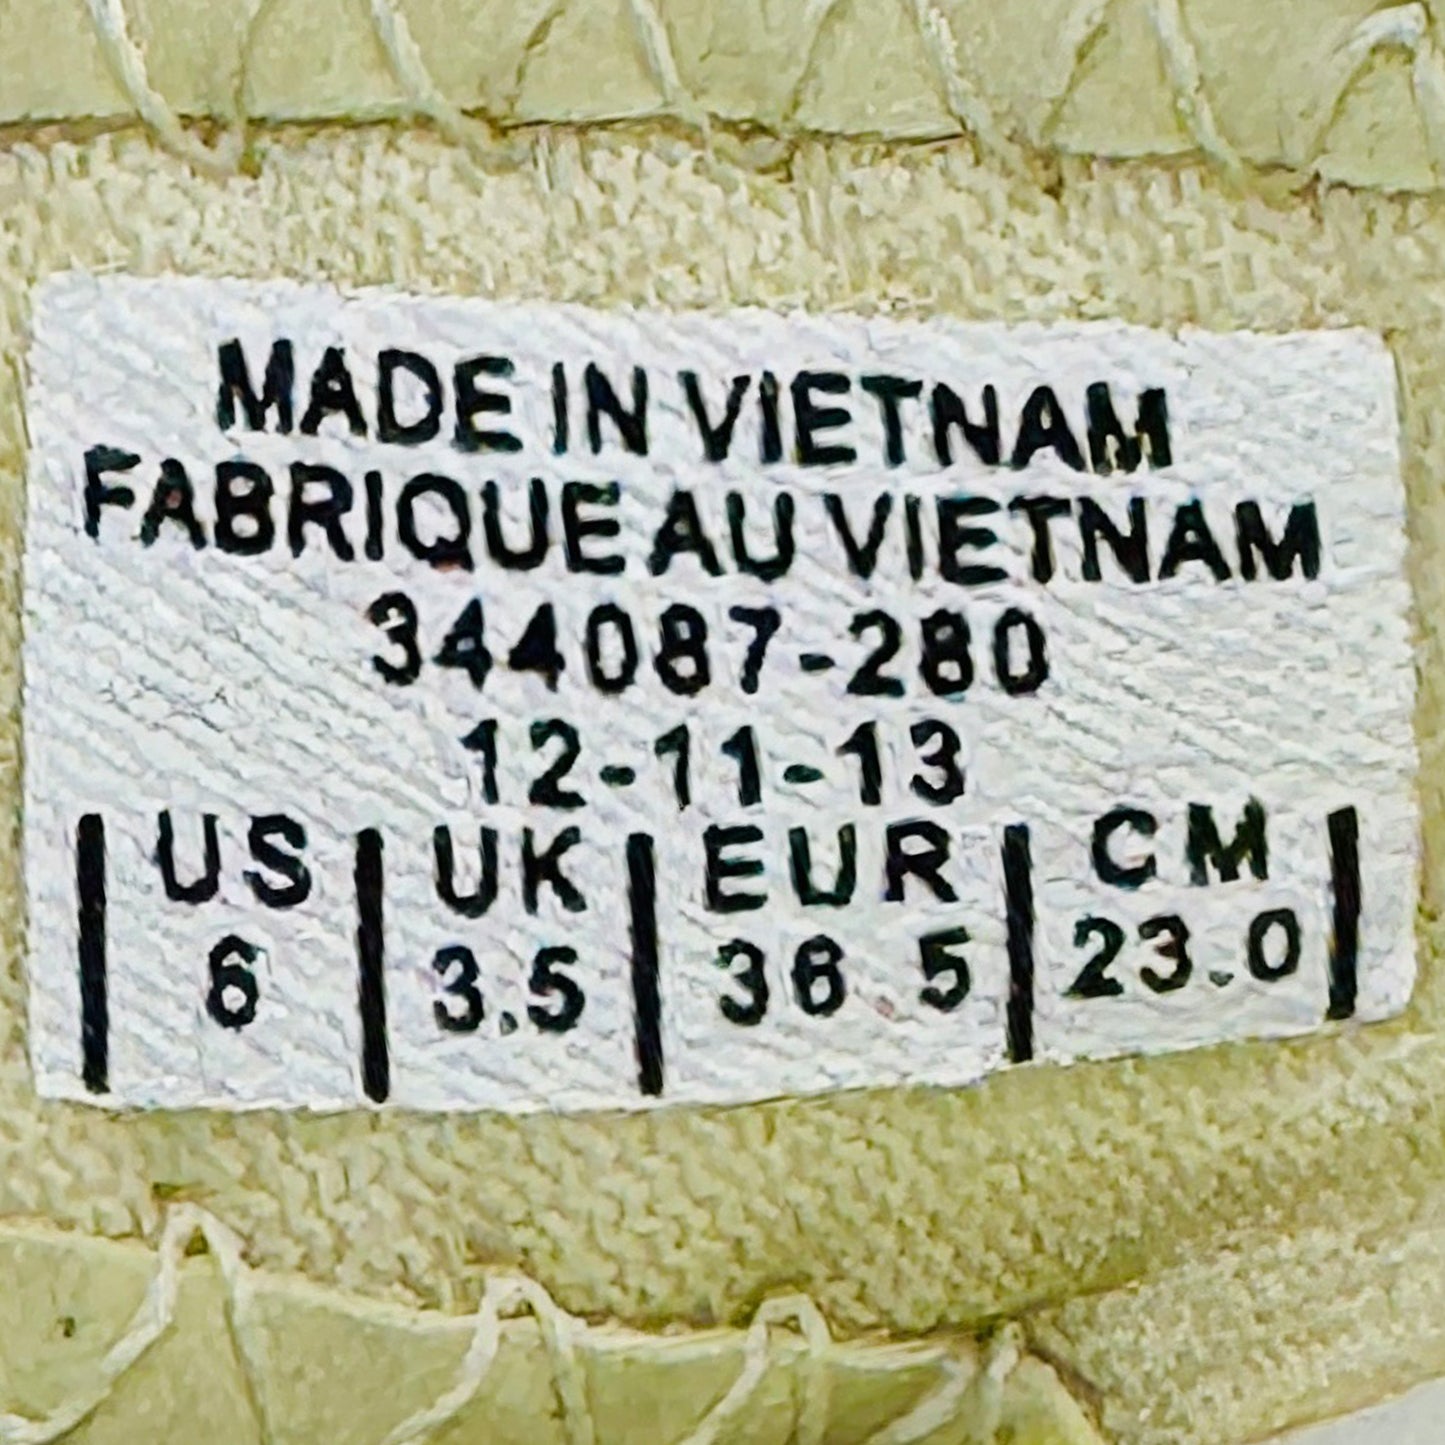 MADE IN VIETNAM
FABRIQUE AU VIETNAM
344087-280
12-11-13
US UK EUR CM
6 3.5 36.5 23.0